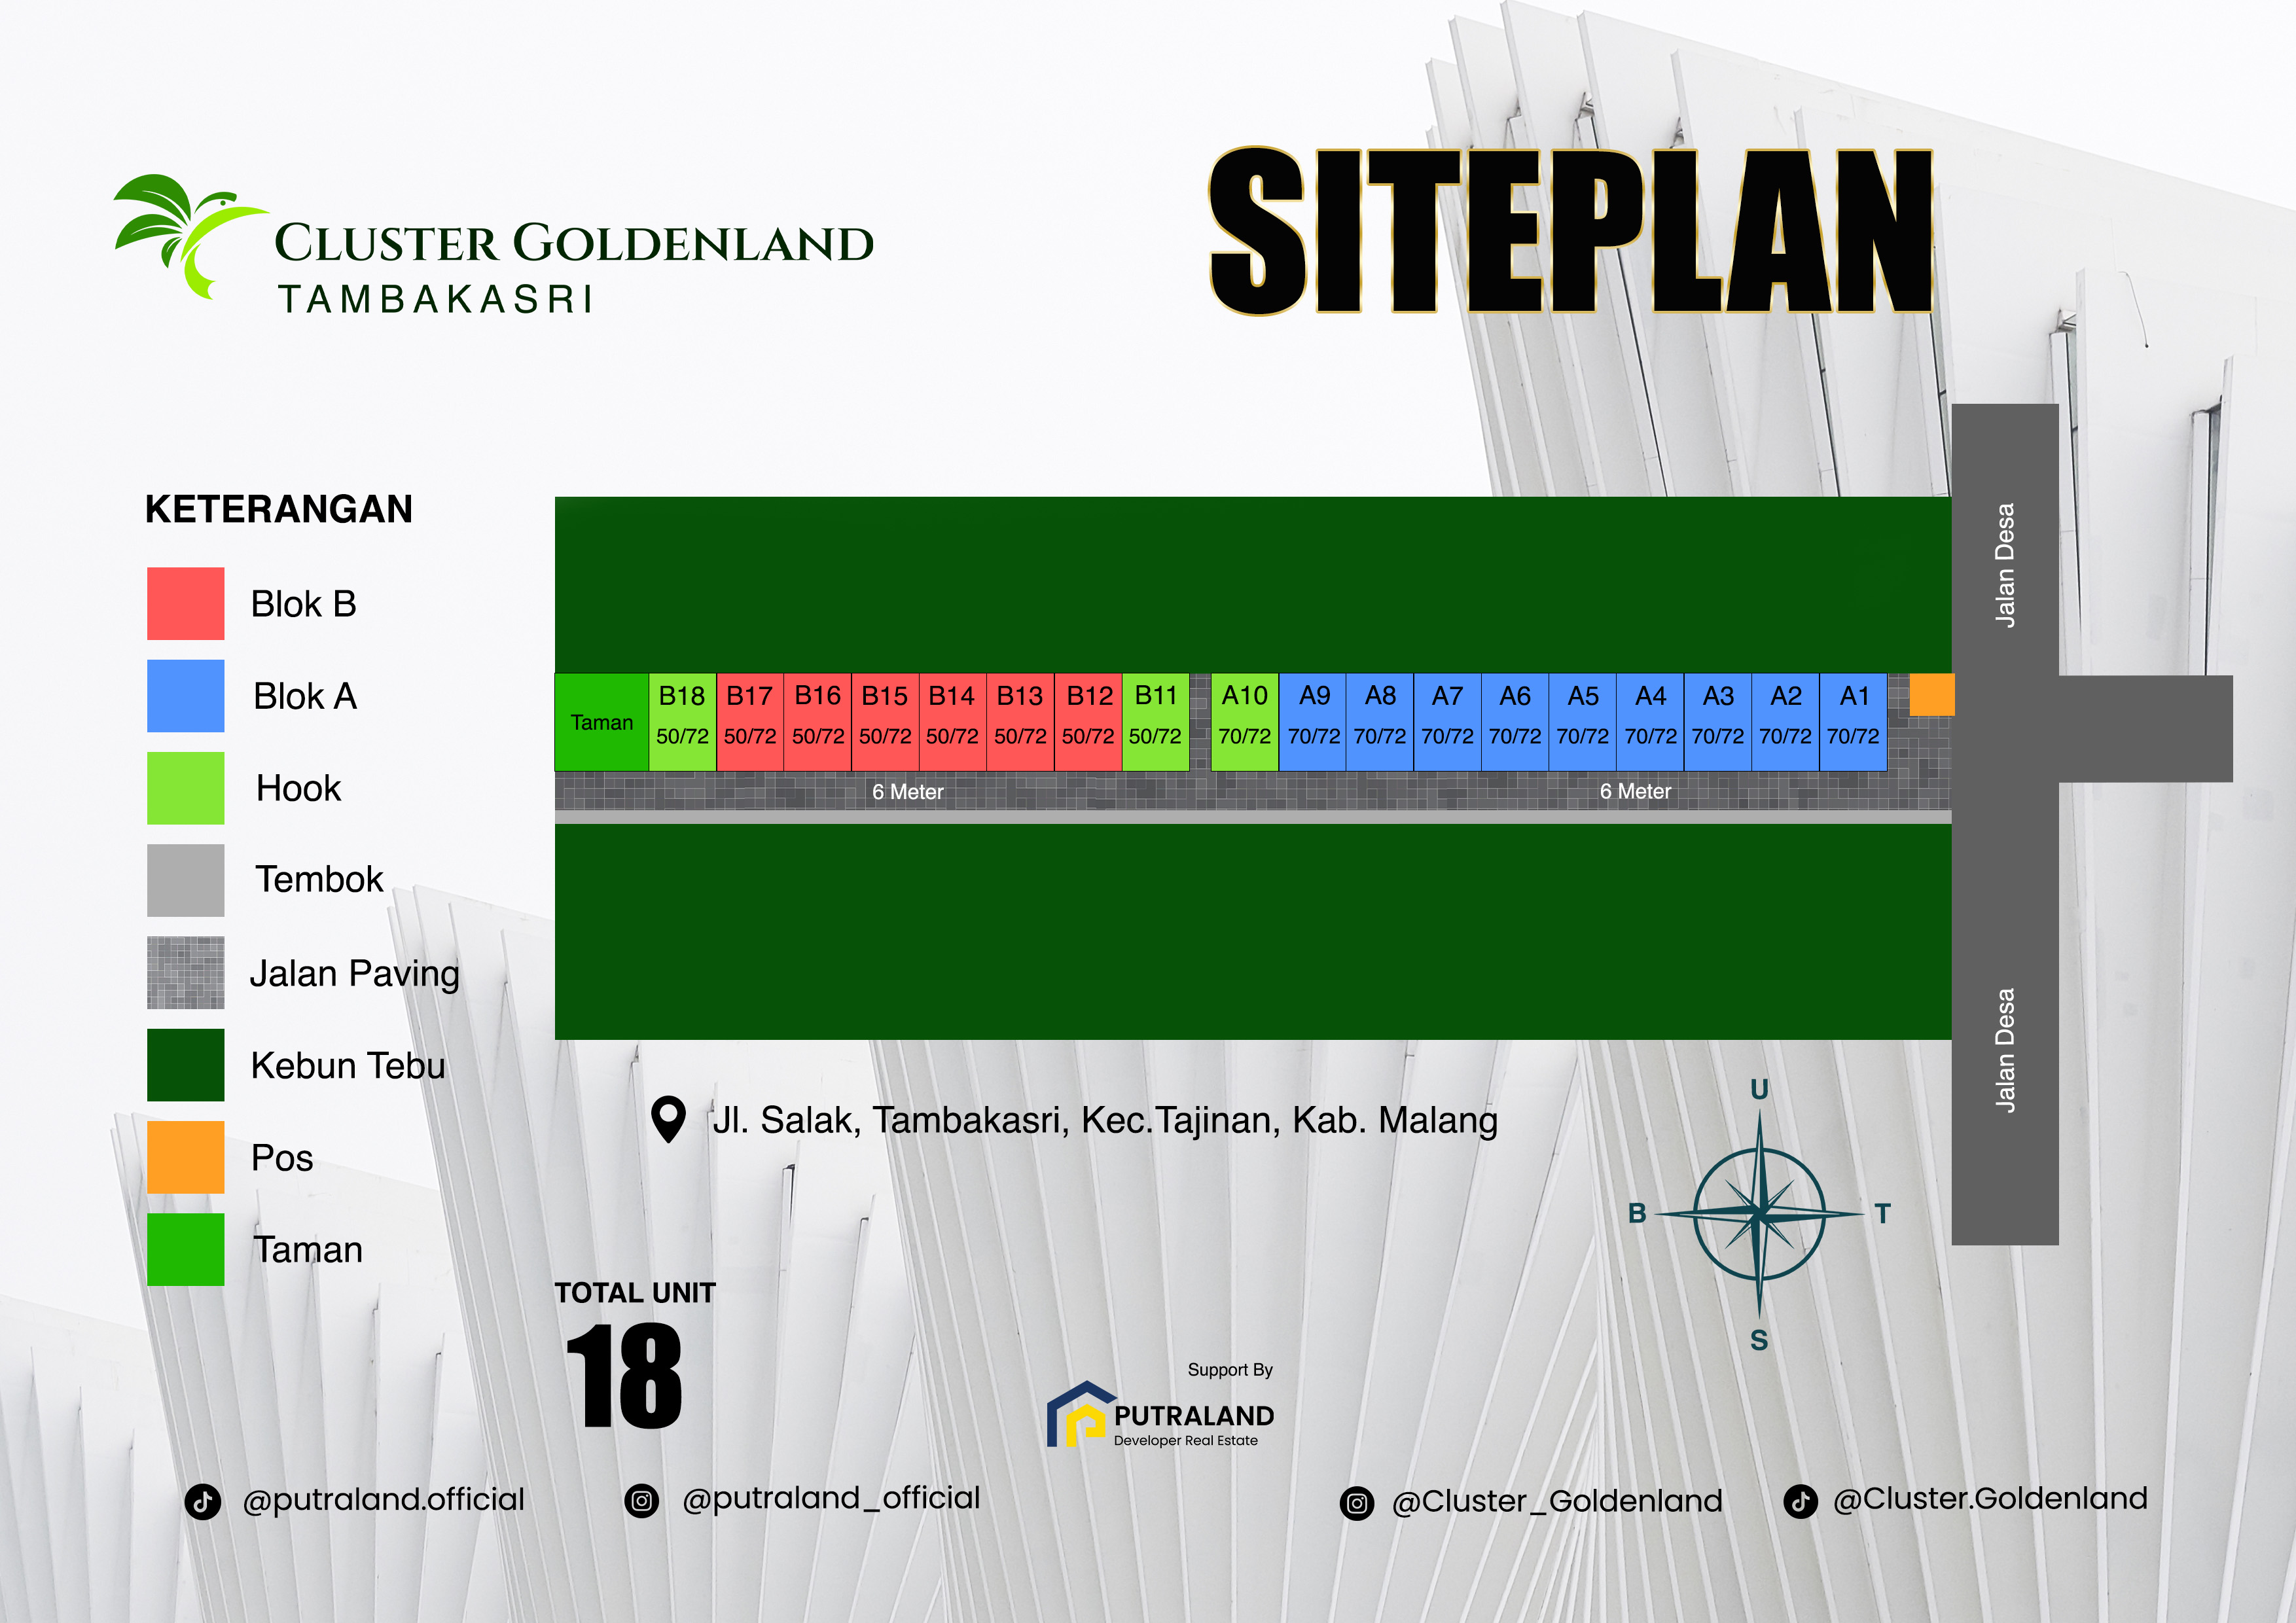 CLUSTER GOLDENLAND
TAMBAKASRI
SITEPLAN
KETERANGAN
Blok B
Blok A
Hook
Tembok
Jalan Paving
Kebun Tebu
Pos
Taman
Jalan Desa
Taman
B18 B17 B16 B15 B14 B13 B12 B11 A10 A9 A8 A7 A6 A5 A4 A3 A2 A1
50/72 50/72 50/72 50/72 50/72 50/72 50/72 50/72 70/72 70/72 70/72 70/72 70/72 70/72 70/72 70/72 70/72 70/72
6 Meter 6 Meter
Jalan Desa
Jl. Salak, Tambakasri, Kec.Tajinan, Kab. Malang
U
B T
S
TOTAL UNIT
18
Support By
PUTRALAND
Developer Real Estate
@putraland.official
@putraland_official
@Cluster_Goldenland
@Cluster.Goldenland